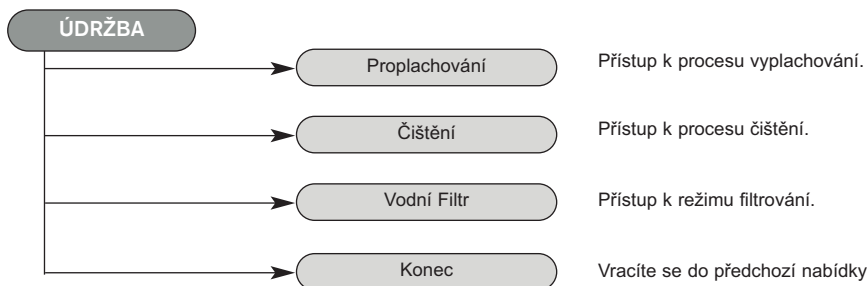 ÚDRŽBA
Proplachování Přístup k procesu vyplachování.
Čištění Přístup k procesu čištění.
Vodní Filtr Přístup k režimu filtrování.
Konec Vracíte se do předchozí nabídky